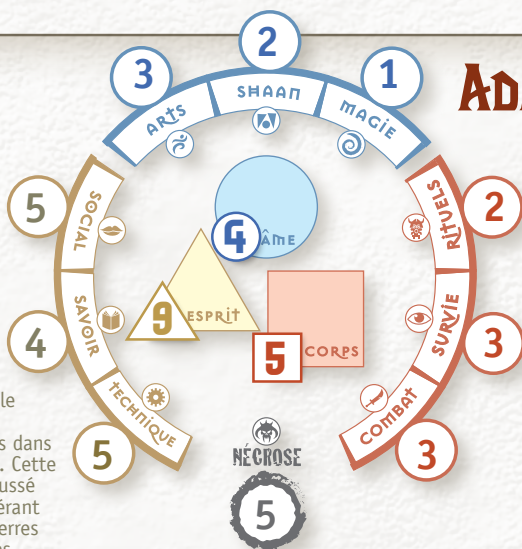 2
3
1
ARTS
SHAAN
MAGIE
AD
5
SOCIAL
RITUELS
2
4
ÂME
9
ESPRIT
5
CORPS
4
SAVOIR
SURVIE
3
5
TECHNIQUE
COMBAT
3
NÉCROSE
5
le
s dans
. Cette
ussé
érant
erres